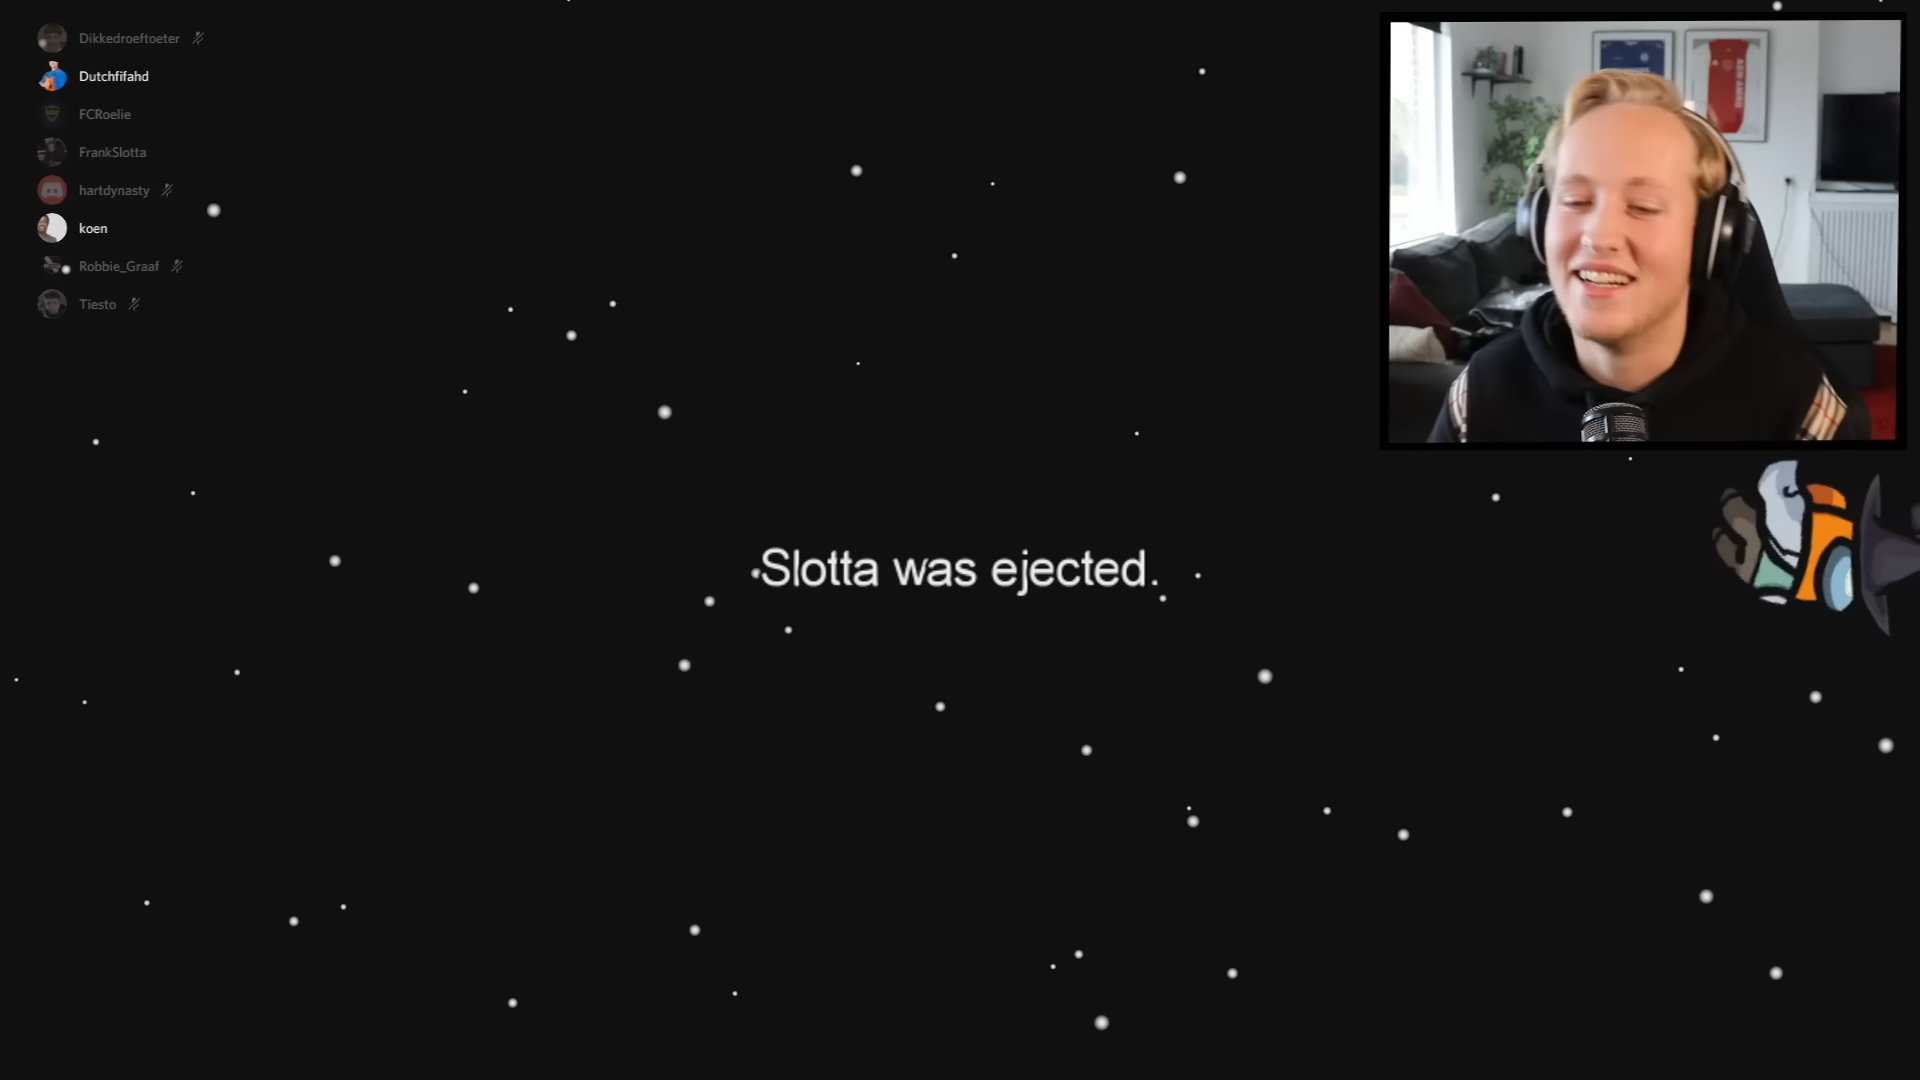 Dikkedroeftoeter
Dutchfifahd
FCRoelie
FrankSlotta
hartdynasty
koen
Robbie_Graaf
Tiesto
Slotta was ejected.